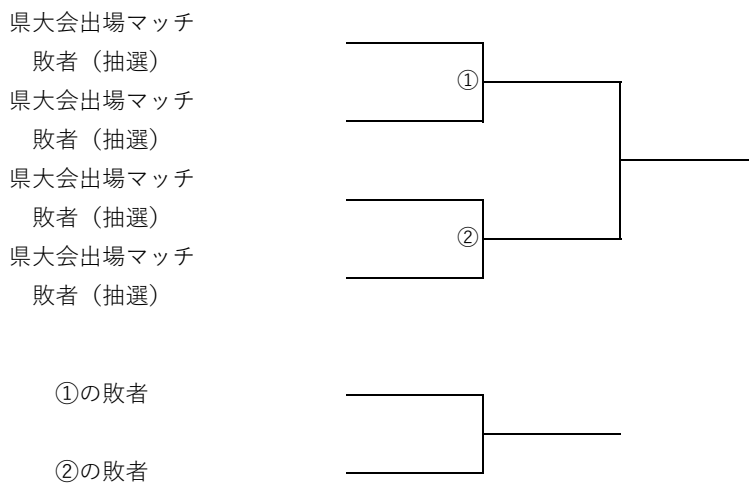 県大会出場マッチ
敗者（抽選）
①
県大会出場マッチ
敗者（抽選）
県大会出場マッチ
敗者（抽選）
②
県大会出場マッチ
敗者（抽選）
①の敗者
②の敗者